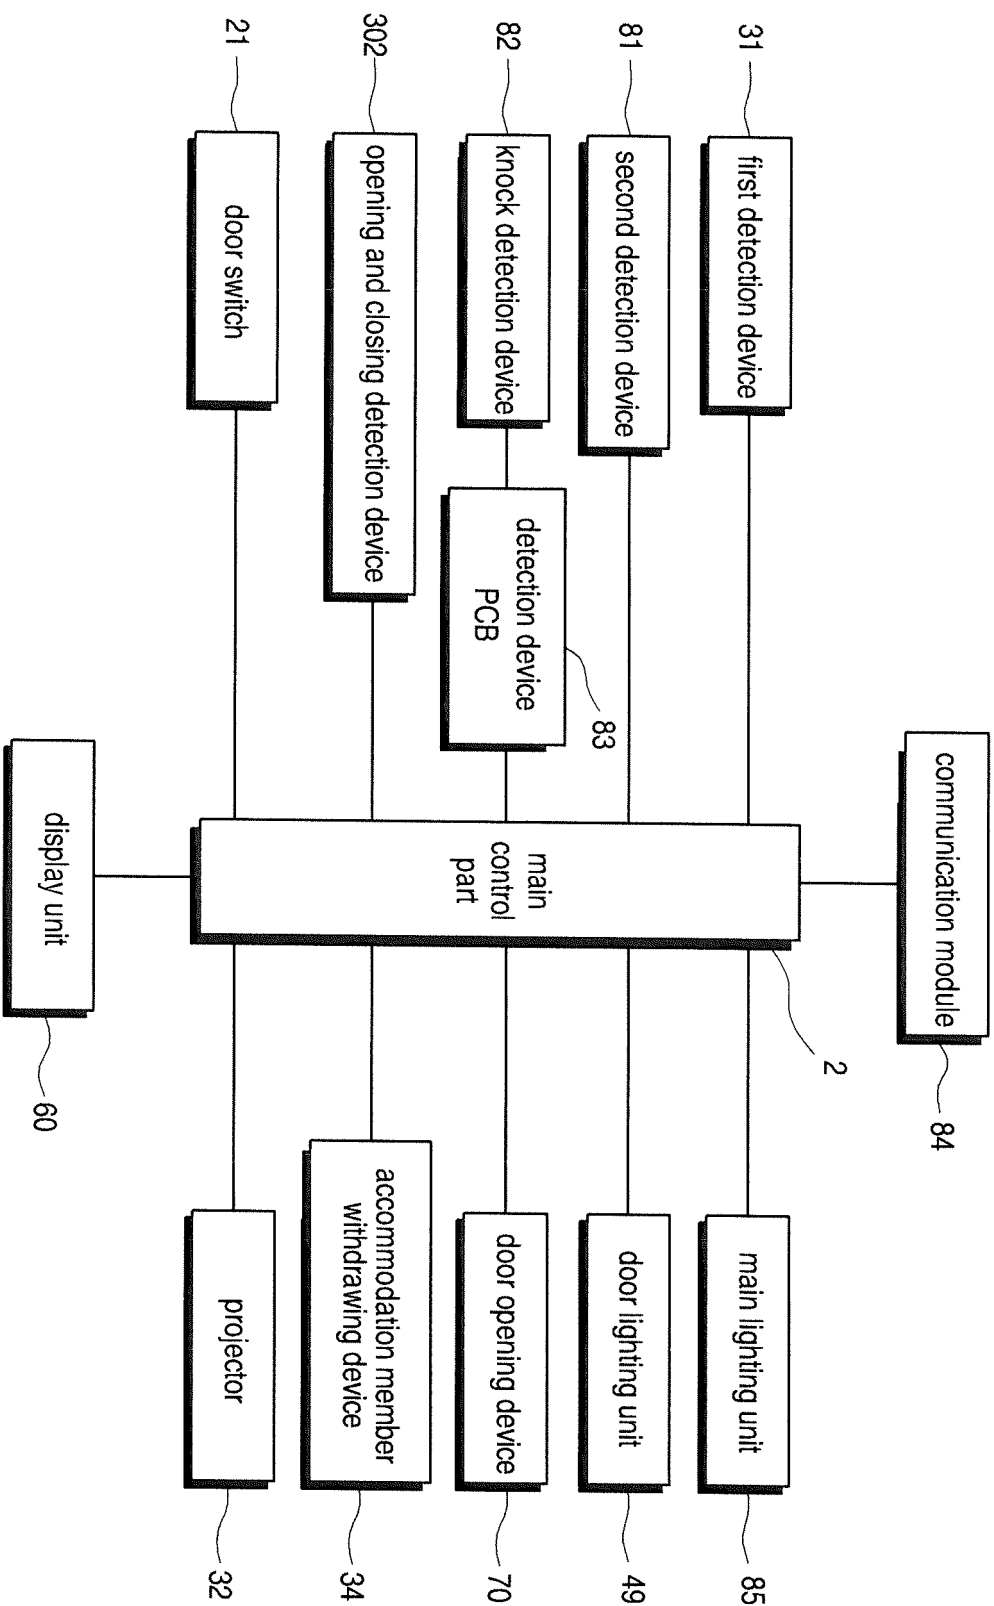 communication module
84
31
first detection device
main lighting unit
85
2
81
second detection device
door lighting unit
49
83
82
knock detection device
detection device
PCB
main
control
part
door opening device
70
302
opening and closing detection device
accommodation member
withdrawing device
34
21
door switch
projector
32
display unit
60